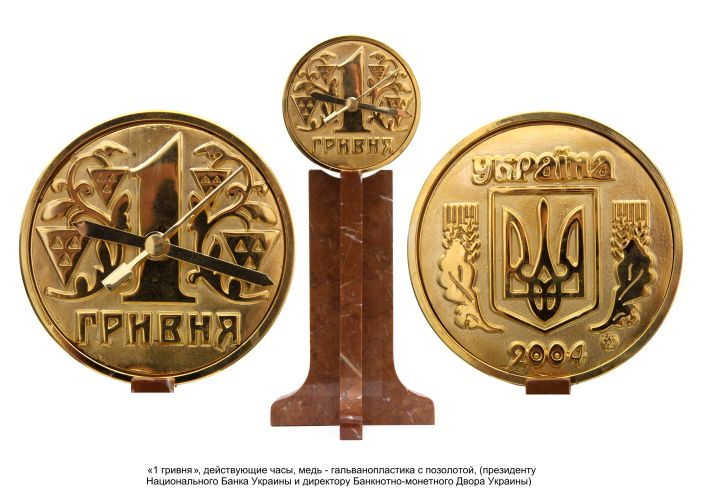 1
ГРИВНЯ
1
ГРИВНЯ
УКРАЇНА
2004
«1 гривня», действующие часы, медь - гальванопластика с позолотой, (президенту
Национального Банка Украины и директору Банкнотно-монетного Двора Украины)